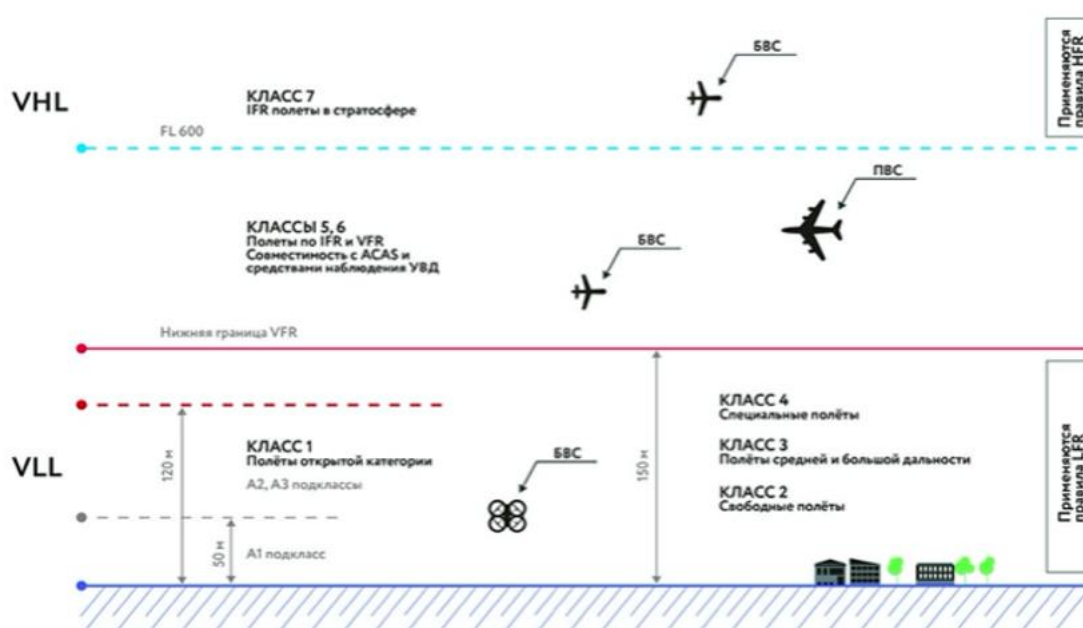 VHL
КЛАСС 7
IFR полеты в стратосфере
FL 600
БВС
Применяются
правила HFR
ПВС
КЛАССЫ 5, 6
Полеты по IFR и VFR
Совместимость с ACAS и
средствами наблюдения УВД
БВС
Нижняя граница VFR
VLL
120 м
КЛАСС 1
Полёты открытой категории
А2, А3 подклассы
50 м
А1 подкласс
БВС
150 м
КЛАСС 4
Специальные полёты
КЛАСС 3
Полёты средней и большой дальности
КЛАСС 2
Свободные полёты
Применяются
правила LFR